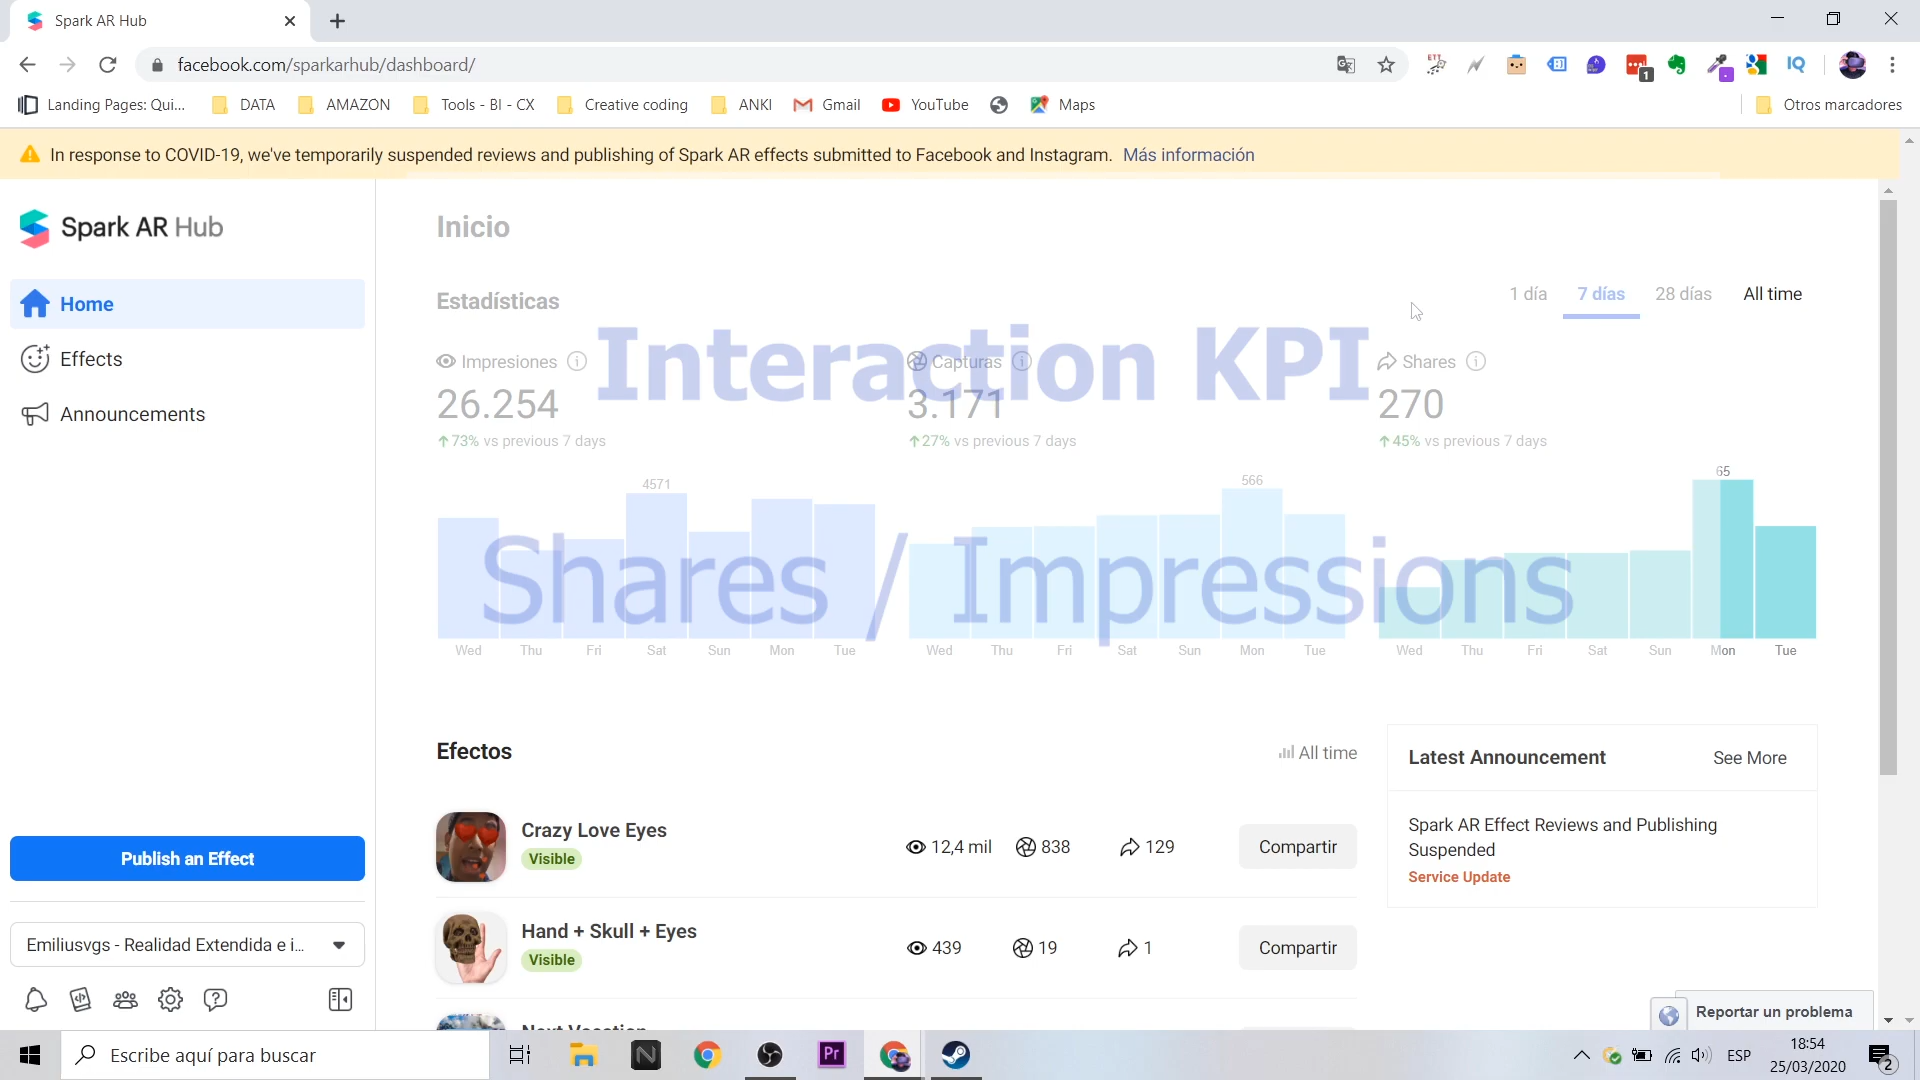 Spark AR Hub
facebook.com/sparkarhub/dashboard/
ETT
1
IQ
Landing Pages: Qui...
DATA
AMAZON
Tools - BI - CX
Creative coding
ANKI
Gmail
YouTube
Maps
Otros marcadores
In response to COVID-19, we've temporarily suspended reviews and publishing of Spark AR effects submitted to Facebook and Instagram. Más información
Spark AR Hub
Home
Effects
Announcements
Publish an Effect
Emiliusvgs - Realidad Extendida e i...
Inicio
Estadísticas
1 día 7 días 28 días All time
Interaction KPI
Impresiones
26.254
73% vs previous 7 days
Capturas
3.171
27% vs previous 7 days
Shares
270
45% vs previous 7 days
4571
566
65
Shares / Impressions
Wed Thu Fri Sat Sun Mon Tue
Wed Thu Fri Sat Sun Mon Tue
Wed Thu Fri Sat Sun Mon Tue
Efectos
All time
Crazy Love Eyes
Visible
12,4 mil 838 129 Compartir
Hand + Skull + Eyes
Visible
439 19 1 Compartir
Next Vacation
Latest Announcement
See More
Spark AR Effect Reviews and Publishing
Suspended
Service Update
Reportar un problema
Escribe aquí para buscar
N
Pr
ESP
18:54
25/03/2020
2